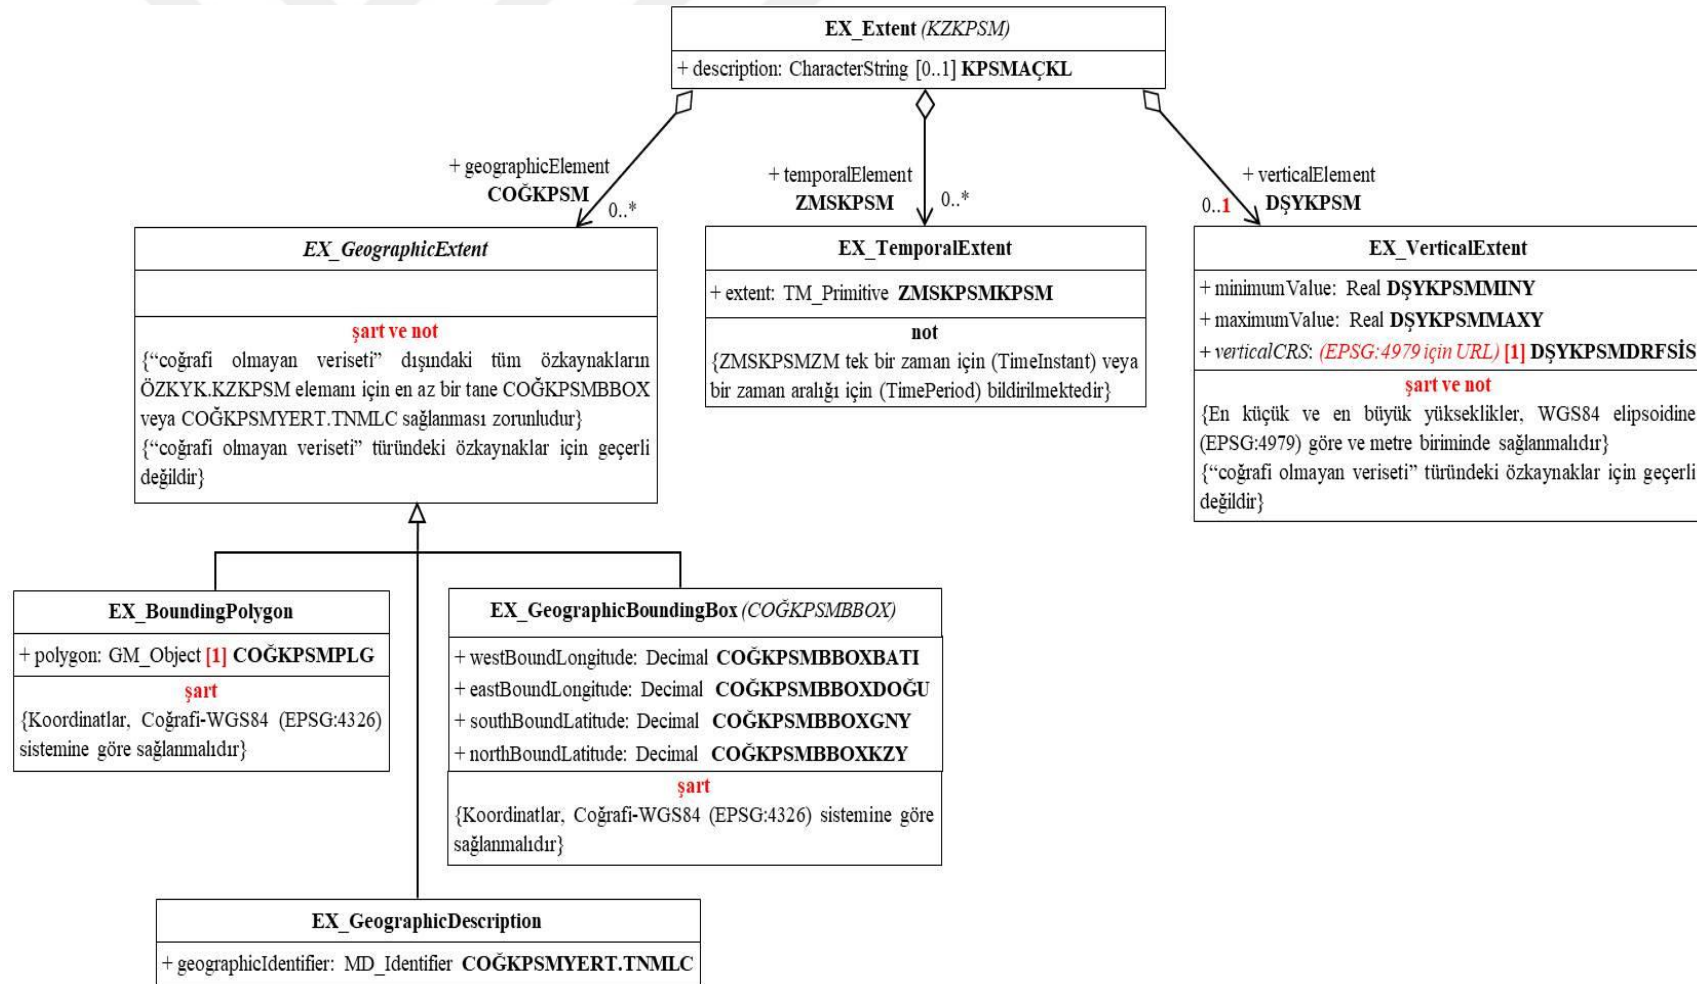 EX_Extent (KZKPSM)
+ description: CharacterString [0..1] KPSMAÇKL
+ geographicElement
COĞKPSM
0..*
+ temporalElement
ZMSKPSM
0..*
+ verticalElement
0..1
DŞYKPSM
EX_GeographicExtent
şart ve not
{“coğrafi olmayan veriseti” dışındaki tüm özkaynakların
ÖZKYK.KZKPSM elemanı için en az bir tane COĞKPSMBBOX
veya COĞKPSMYERT.TNMLC sağlanması zorunludur}
{“coğrafi olmayan veriseti” türündeki özkaynaklar için geçerli
değildir}
EX_TemporalExtent
+ extent: TM_Primitive ZMSKPSMKPSM
not
{ZMSKPSMZM tek bir zaman için (TimeInstant) veya
bir zaman aralığı için (TimePeriod) bildirilmektedir}
EX_VerticalExtent
+ minimumValue: Real DŞYKPSMMINY
+ maximumValue: Real DŞYKPSMMAXY
+ verticalCRS: (EPSG:4979 için URL) [1] DŞYKPSMDRFSİS
şart ve not
{En küçük ve en büyük yükseklikler, WGS84 elipsoidine
(EPSG:4979) göre ve metre biriminde sağlanmalıdır}
{“coğrafi olmayan veriseti” türündeki özkaynaklar için geçerli
değildir}
EX_BoundingPolygon
+ polygon: GM_Object [1] COĞKPSMPLG
şart
{Koordinatlar, Coğrafi-WGS84 (EPSG:4326)
sistemine göre sağlanmalıdır}
EX_GeographicBoundingBox (COĞKPSMBBOX)
+ westBoundLongitude: Decimal COĞKPSMBBOXBATI
+ eastBoundLongitude: Decimal COĞKPSMBBOXDOĞU
+ southBoundLatitude: Decimal COĞKPSMBBOXGNY
+ northBoundLatitude: Decimal COĞKPSMBBOXKZY
şart
{Koordinatlar, Coğrafi-WGS84 (EPSG:4326) sistemine göre
sağlanmalıdır}
EX_GeographicDescription
+ geographicIdentifier: MD_Identifier COĞKPSMYERT.TNMLC